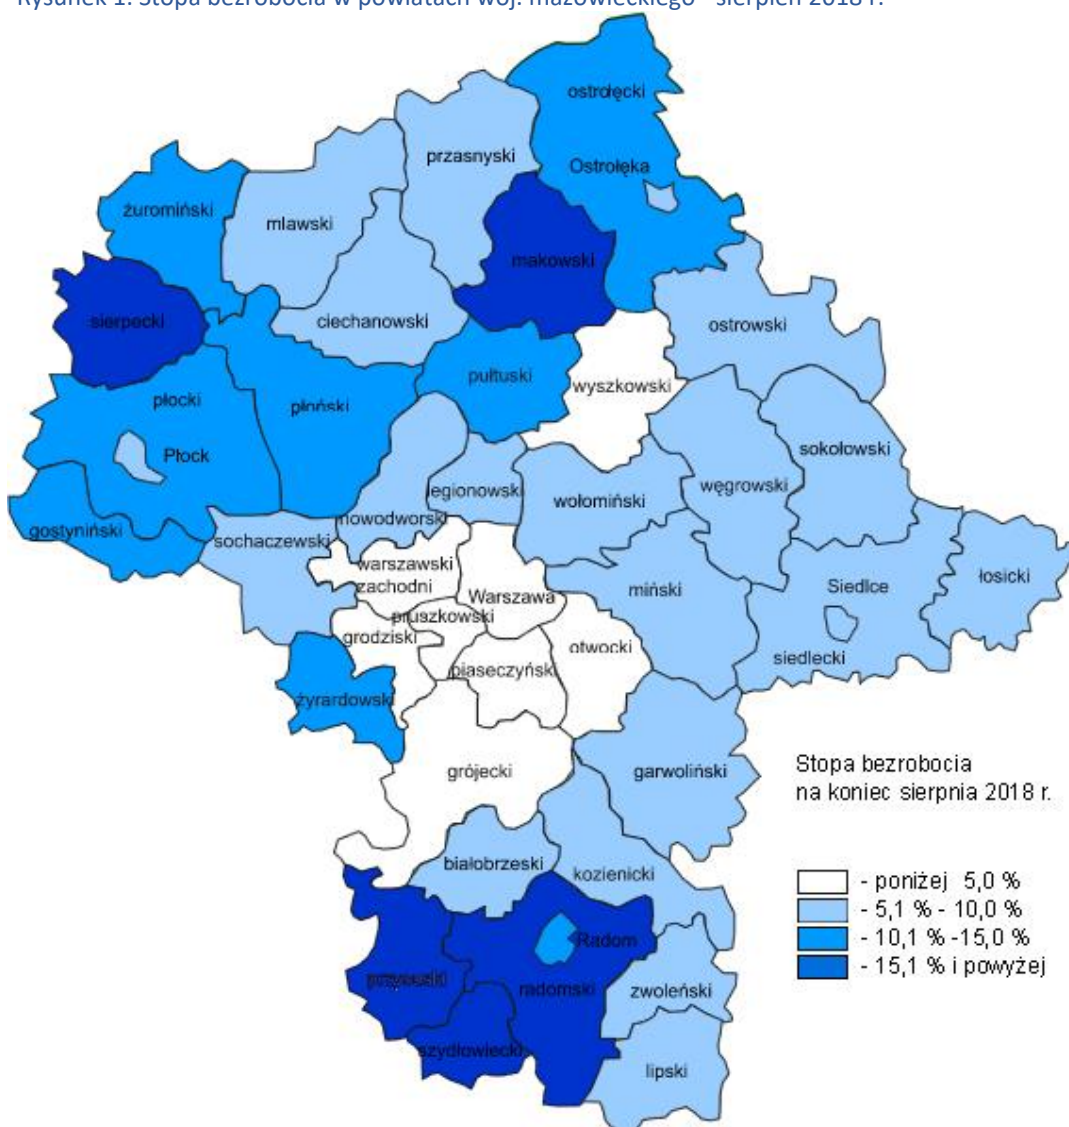 Rysunek 1. Stopa bezrobocia w powiatach woj. mazowieckiego - sierpień 2018 r.
ostrołęcki
przasnyski
Ostrołęka
żuromiński
mlawski
makowski
sierpecki
ciechanowski
ostrowski
pułtuski
wyszkowski
płocki
płoński
sokołowski
Płock
legionowski
wołomiński
węgrowski
nowodworski
gostyniński
sochaczewski
warszawski
zachodni
Warszawa
miński
Siedlce
łosicki
pruszkowski
grodziski
otwocki
siedlecki
piaseczyński
żyrardowski
grójecki
garwoliński
Stopa bezrobocia
na koniec sierpnia 2018 r.
białobrzeski
kozienicki
- poniżej 5,0 %
- 5,1 % - 10,0 %
- 10,1 % -15,0 %
- 15,1 % i powyżej
Radom
przysuski
radomski
zwoleński
szydłowiecki
lipski